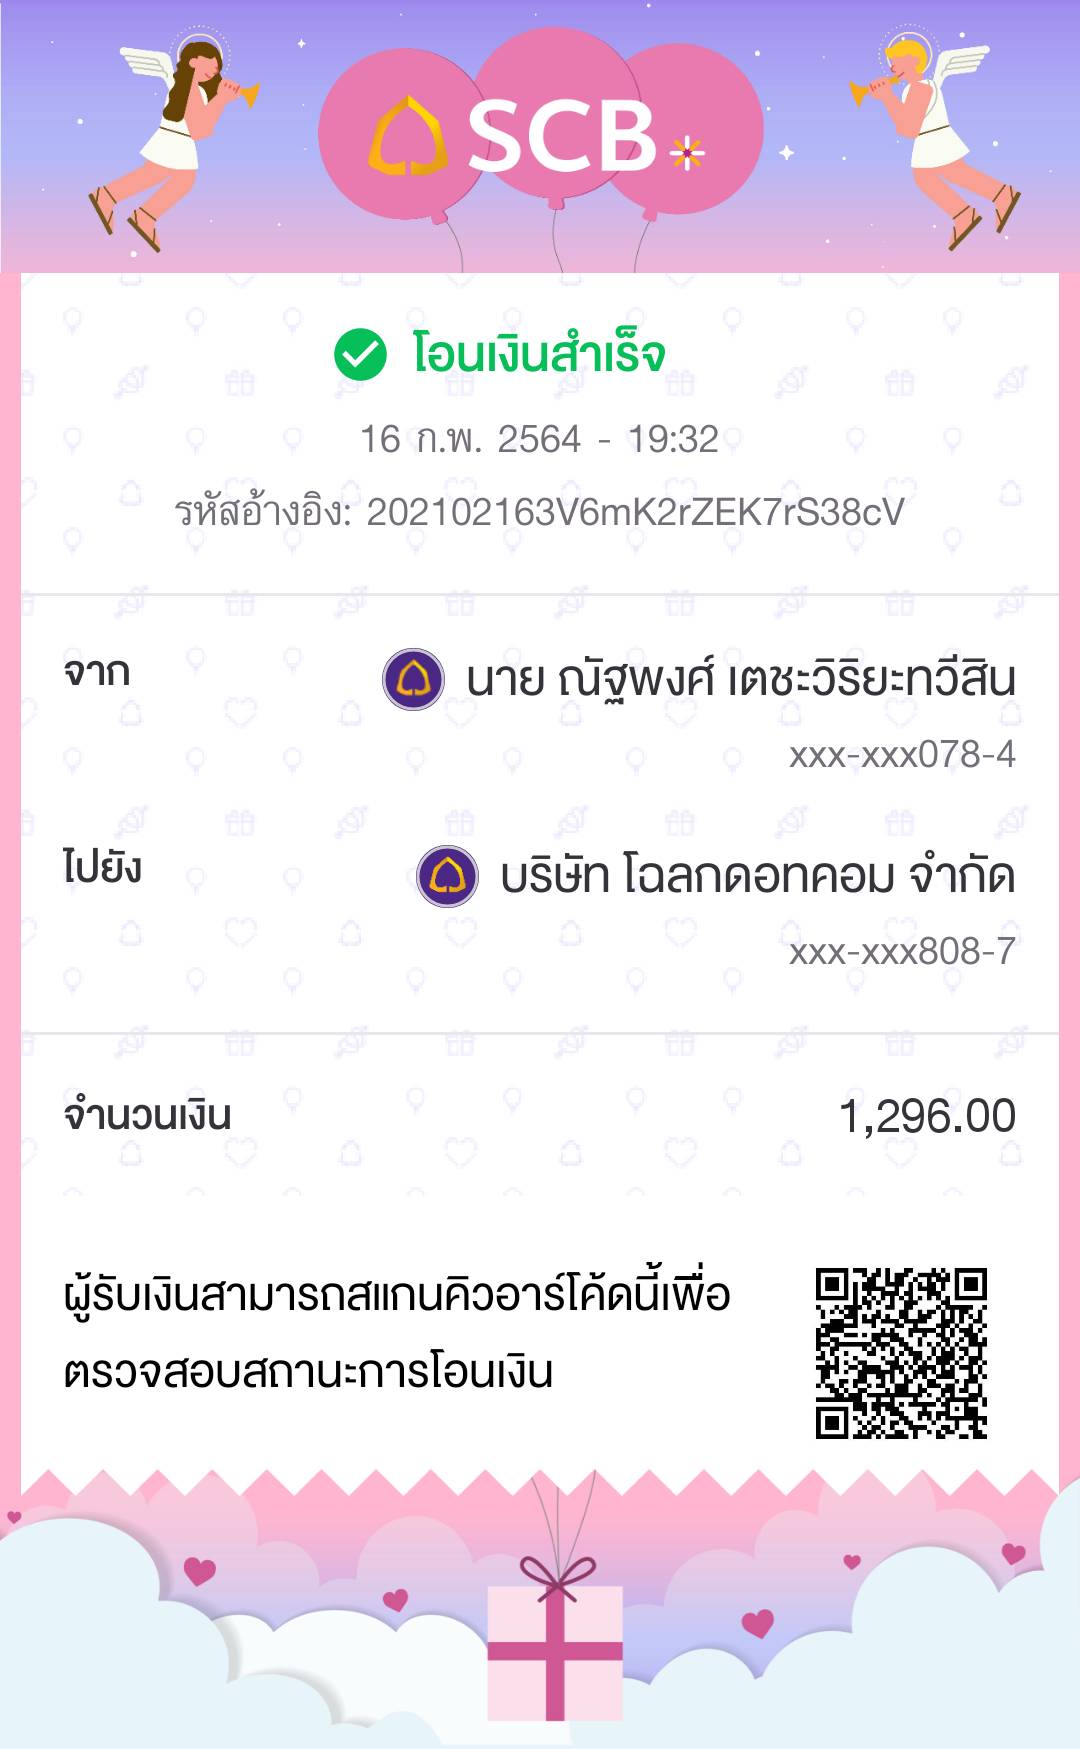 SCB
โอนเงินสำเร็จ
16 ก.พ. 2564 - 19:32
รหัสอ้างอิง: 202102163V6mK2rZEK7rS38cV
จาก
นาย ณัฐพงศ์ เตชะวิริยะทวีสิน
xxx-xxx078-4
ไปยัง
บริษัท โฉลกดอทคอม จำกัด
xxx-xxx808-7
จำนวนเงิน
1,296.00
ผู้รับเงินสามารถสแกนคิวอาร์โค้ดนี้เพื่อ
ตรวจสอบสถานะการโอนเงิน